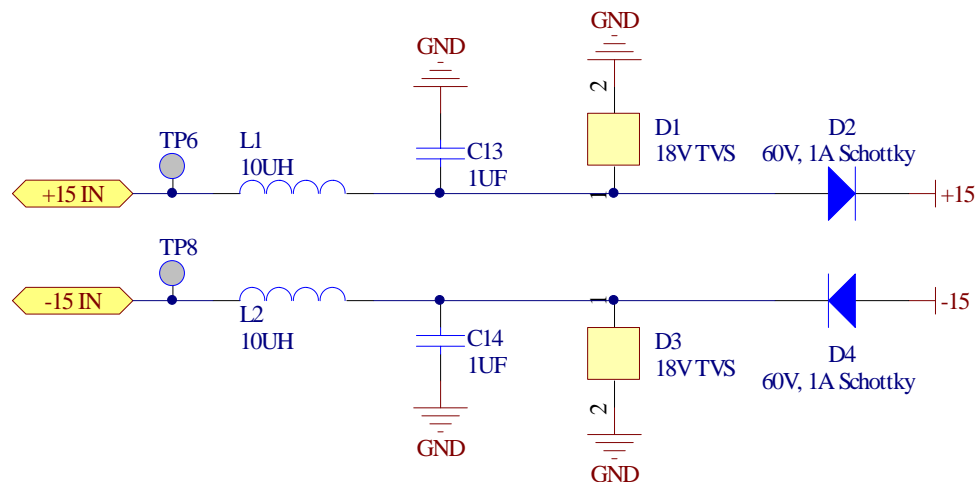 GND
GND
2
TP6
L1
10UH
C13
1UF
D1
18V TVS
D2
60V, 1A Schottky
+15 IN
1
+15
TP8
-15 IN
1
-15
L2
10UH
C14
1UF
D3
18V TVS
D4
60V, 1A Schottky
2
GND
GND